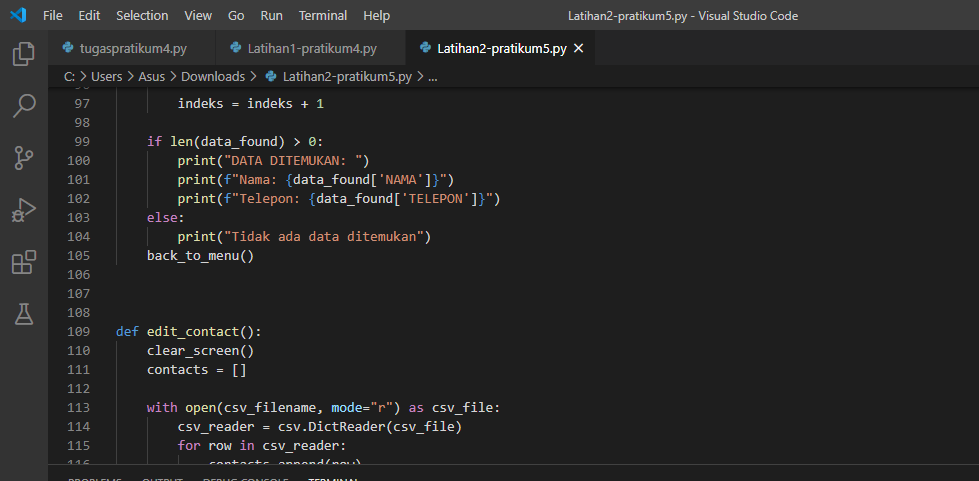 File Edit Selection View Go Run Terminal Help Latihan2-pratikum5.py - Visual Studio Code
tugaspratikum4.py Latihan1-pratikum4.py Latihan2-pratikum5.py
C: > Users > Asus > Downloads > Latihan2-pratikum5.py > ...
97 indeks = indeks + 1
98
99 if len(data_found) > 0:
100 print("DATA DITEMUKAN: ")
101 print(f"Nama: {data_found['NAMA']}")
102 print(f"Telepon: {data_found['TELEPON']}")
103 else:
104 print("Tidak ada data ditemukan")
105 back_to_menu()
106
107
108
109 def edit_contact():
110 clear_screen()
111 contacts = []
112
113 with open(csv_filename, mode="r") as csv_file:
114 csv_reader = csv.DictReader(csv_file)
115 for row in csv_reader:
116 contacts.append(row)
PROBLEMS OUTPUT DEBUG CONSOLE TERMINAL